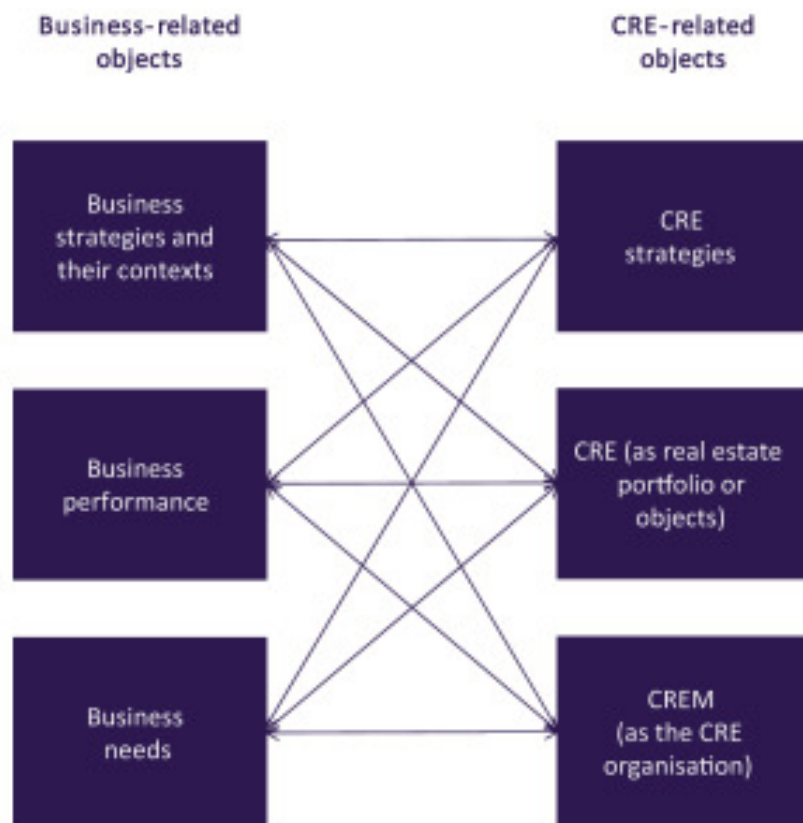 Business-related
objects
CRE-related
objects
Business
strategies and
their contexts
CRE
strategies
Business
performance
CRE (as real estate
portfolio or
objects)
Business
needs
CREM
(as the CRE
organisation)